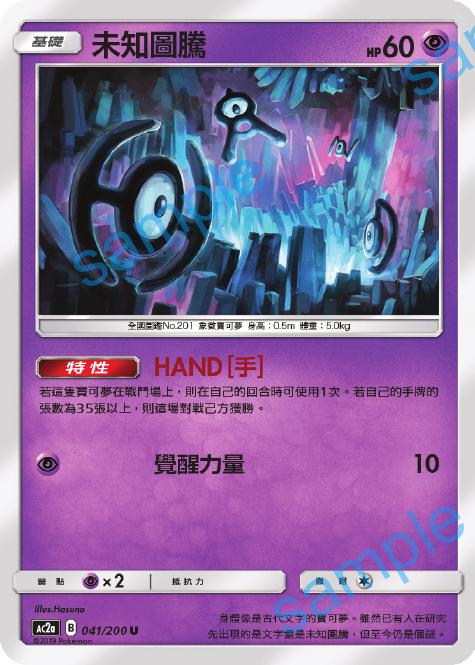 基礎 未知圖騰 HP60
sample
sample
全國圖鑑No.201 象徵寶可夢 身高：0.5m 體重：5.0kg
特性 HAND[手]
若這隻寶可夢在戰鬥場上，則在自己的回合時可使用1次。若自己的手牌的
張數為35張以上，則這場對戰己方獲勝。
覺醒力量 10
sample
弱點 ×2 抵抗力 撤退
Illus.Hasuno
AC2a B 041/200 U
©2019 Pokémon
身體像是古代文字的寶可夢。雖然已有人在研究
先出現的是文字還是未知圖騰，但至今仍是個謎。